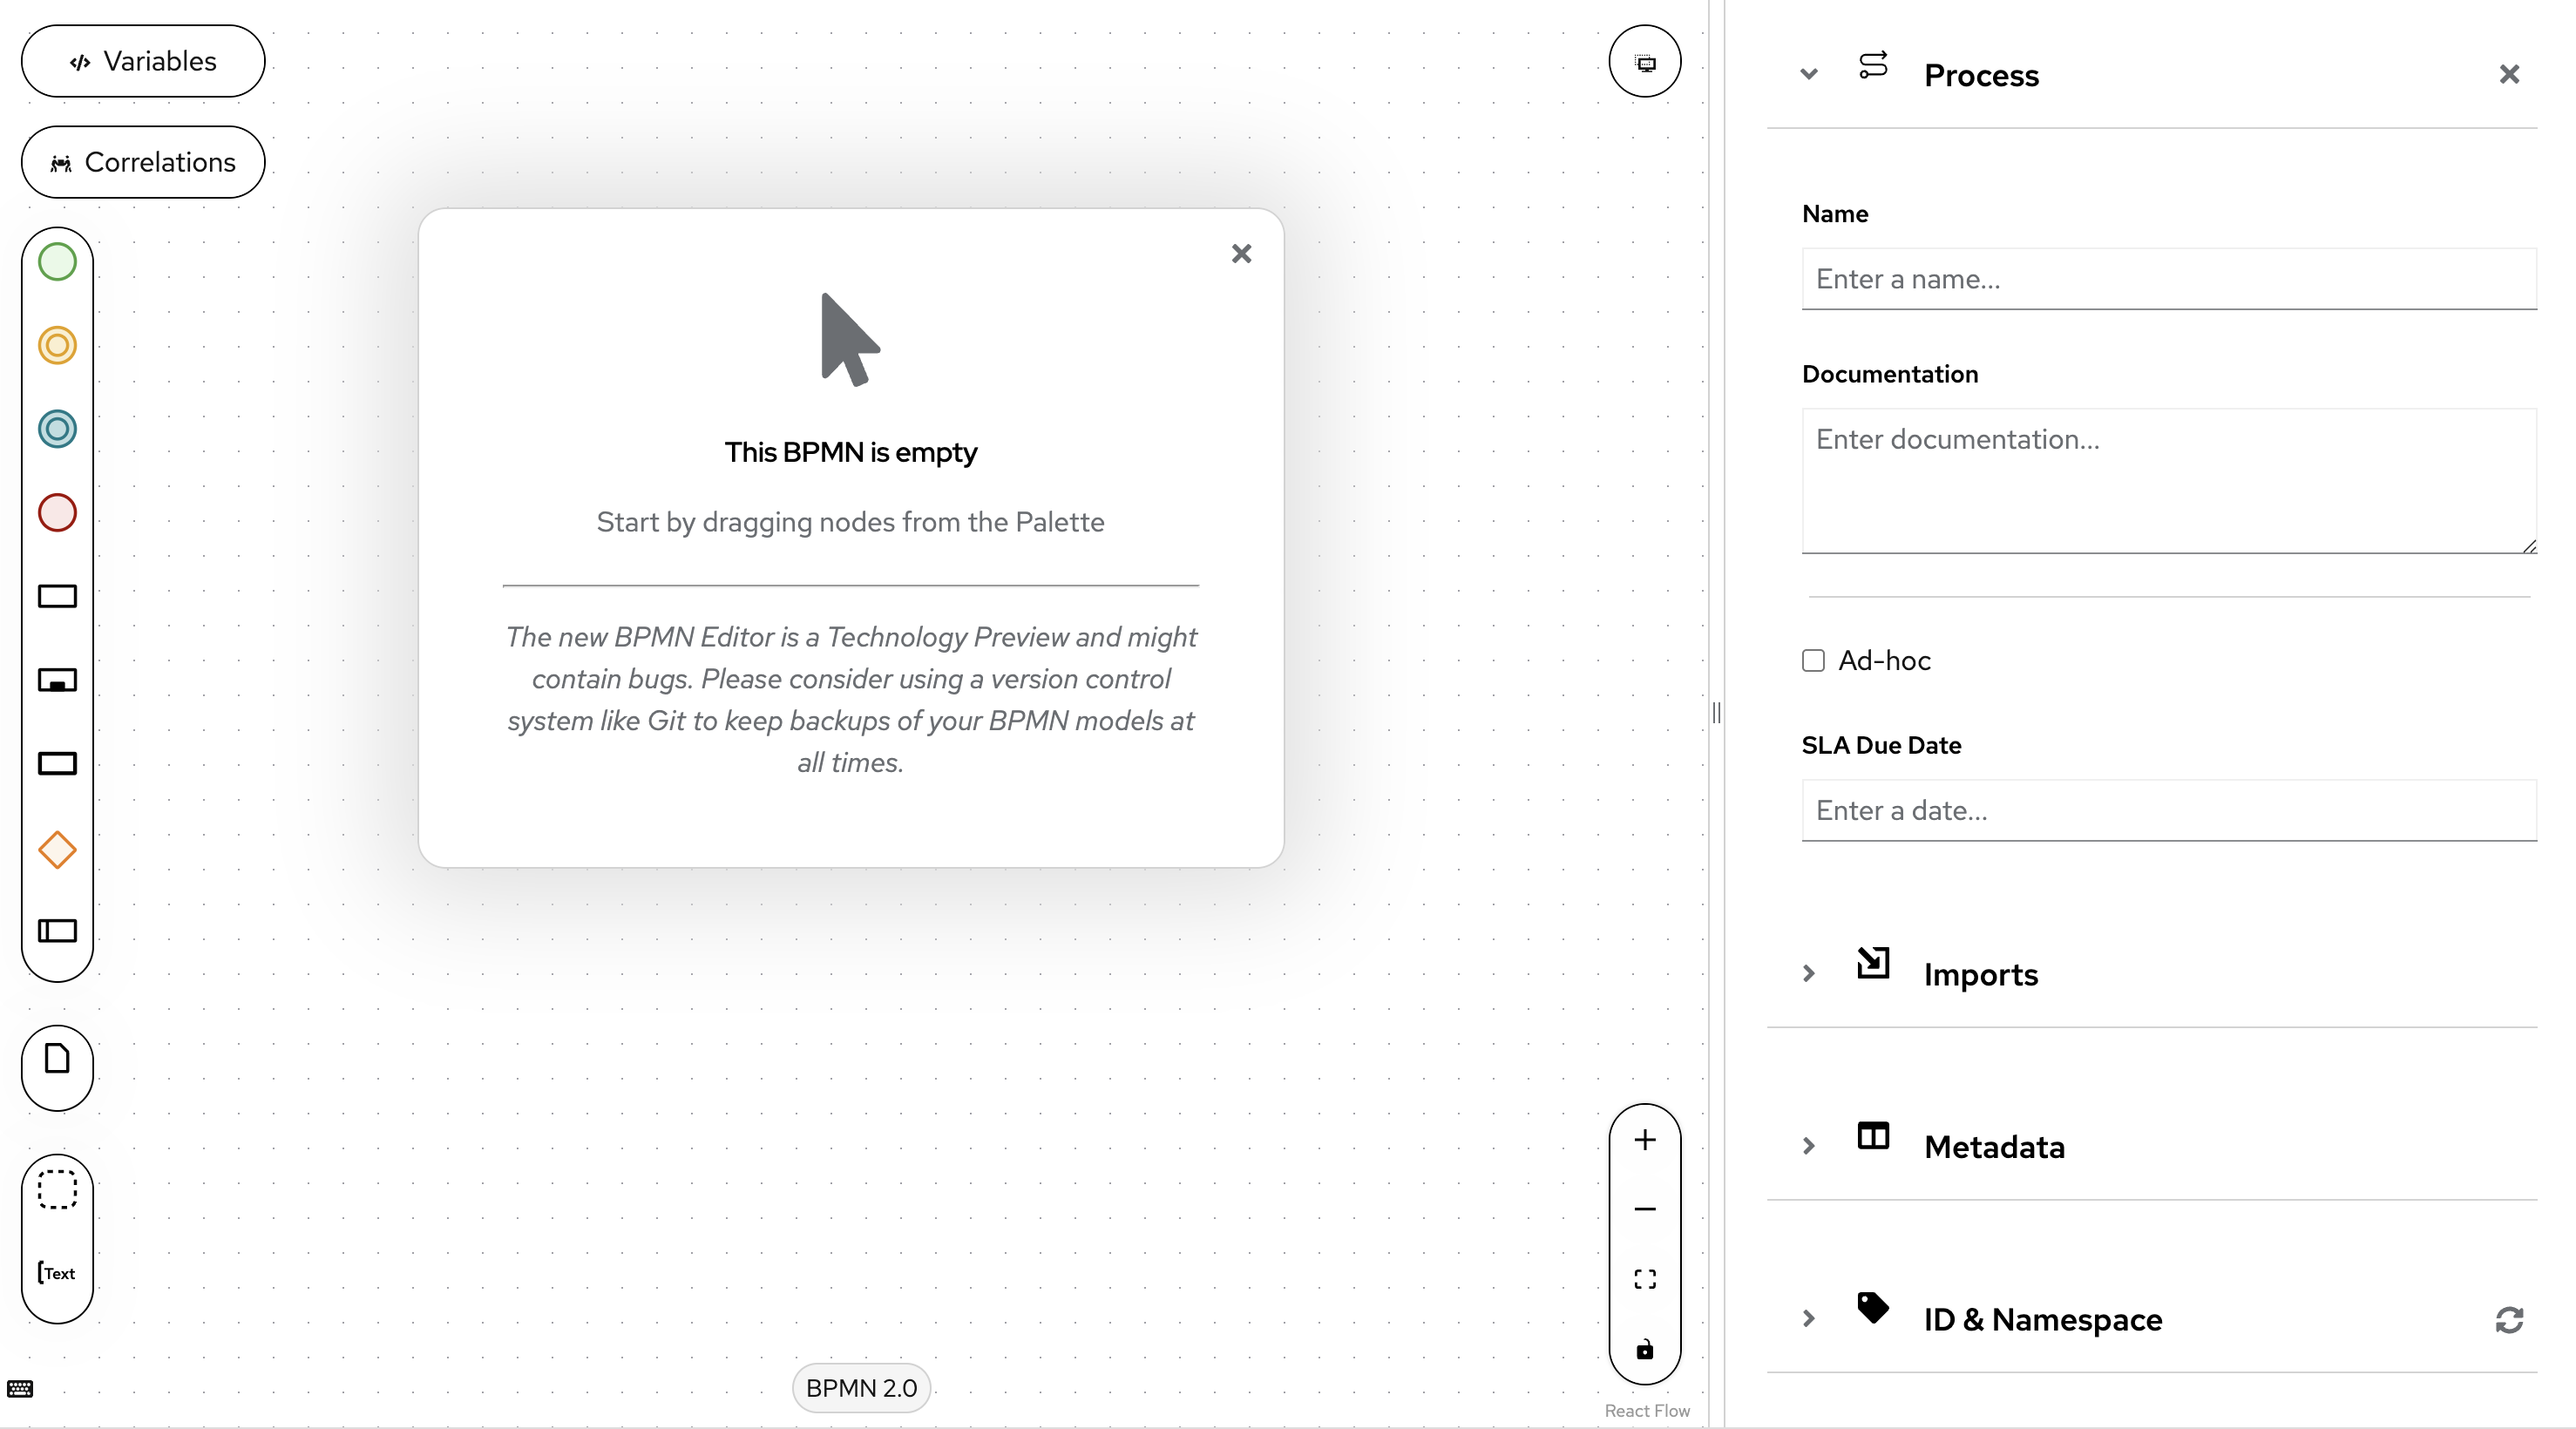 Variables
Correlations
This BPMN is empty
Start by dragging nodes from the Palette
The new BPMN Editor is a Technology Preview and might
contain bugs. Please consider using a version control
system like Git to keep backups of your BPMN models at
all times.
Text
BPMN 2.0
React Flow
Process
Name
Enter a name...
Documentation
Enter documentation...
Ad-hoc
SLA Due Date
Enter a date...
Imports
Metadata
ID & Namespace